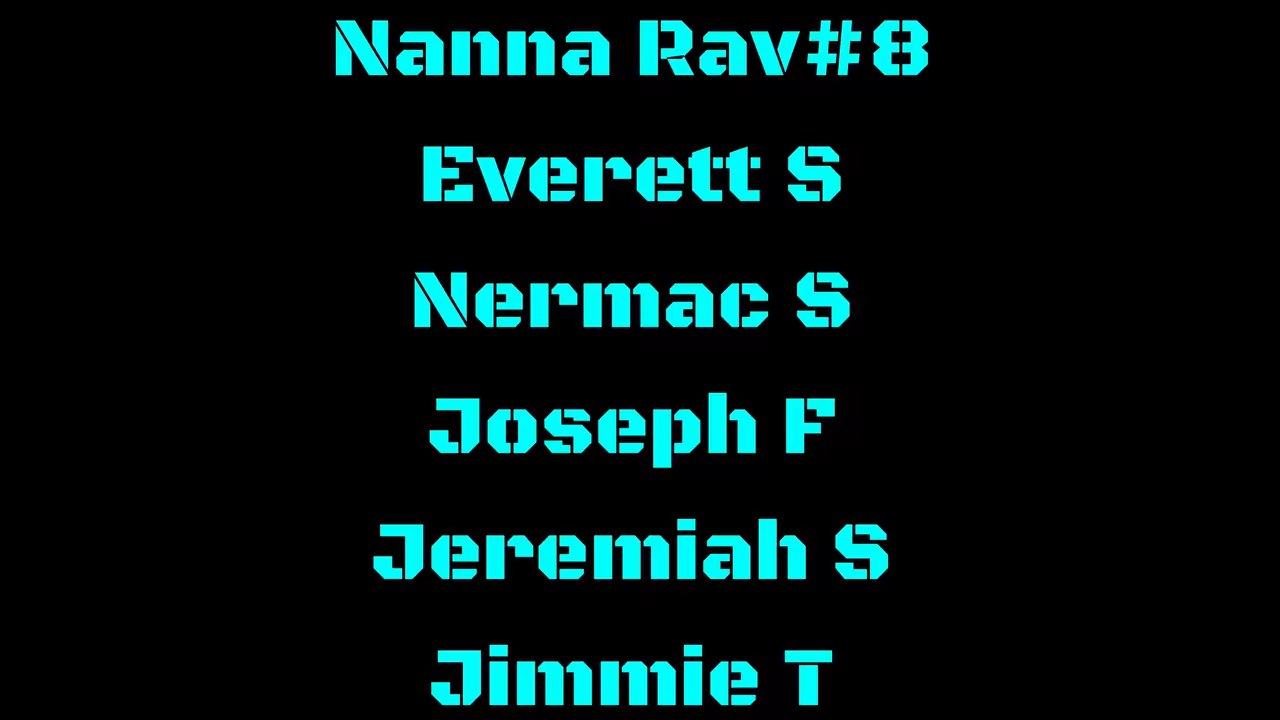 Nanna Rav#8
Everett S
Nermac S
Joseph F
Jeremiah S
Jimmie T